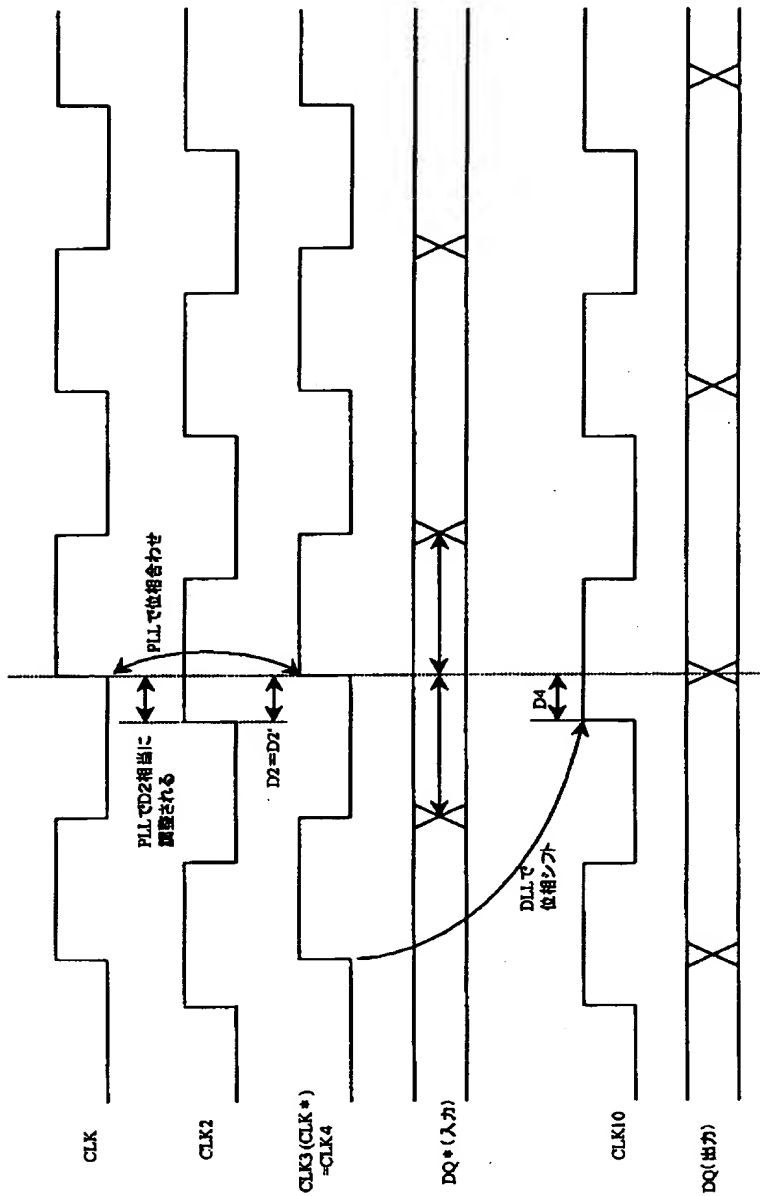 CLK
CLK2
CLK3(CLK*)
=CLK4
DQ*(入力)
CLK10
DQ(出力)
PLLでD2相当に
調整される
PLLで位相合わせ
D2=D2'
DLLで
位相シフト
D4